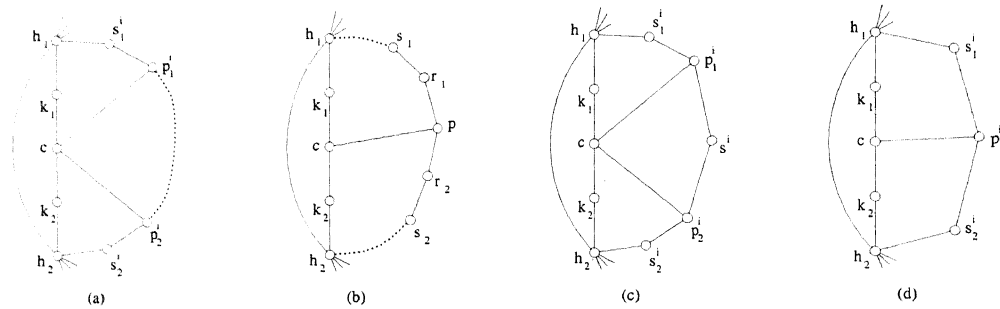 h₁ s₁ⁱ
p₁ⁱ
k₁
c
k₂
p₂ⁱ
h₂ s₂ⁱ
(a)
h₁ s₁
r₁
k₁
p
c
r₂
k₂
s₂
h₂
(b)
h₁ s₁ⁱ
p₁ⁱ
k₁
c sⁱ
k₂
p₂ⁱ
h₂ s₂ⁱ
(c)
h₁ s₁ⁱ
k₁
c pⁱ
k₂
s₂ⁱ
h₂
(d)